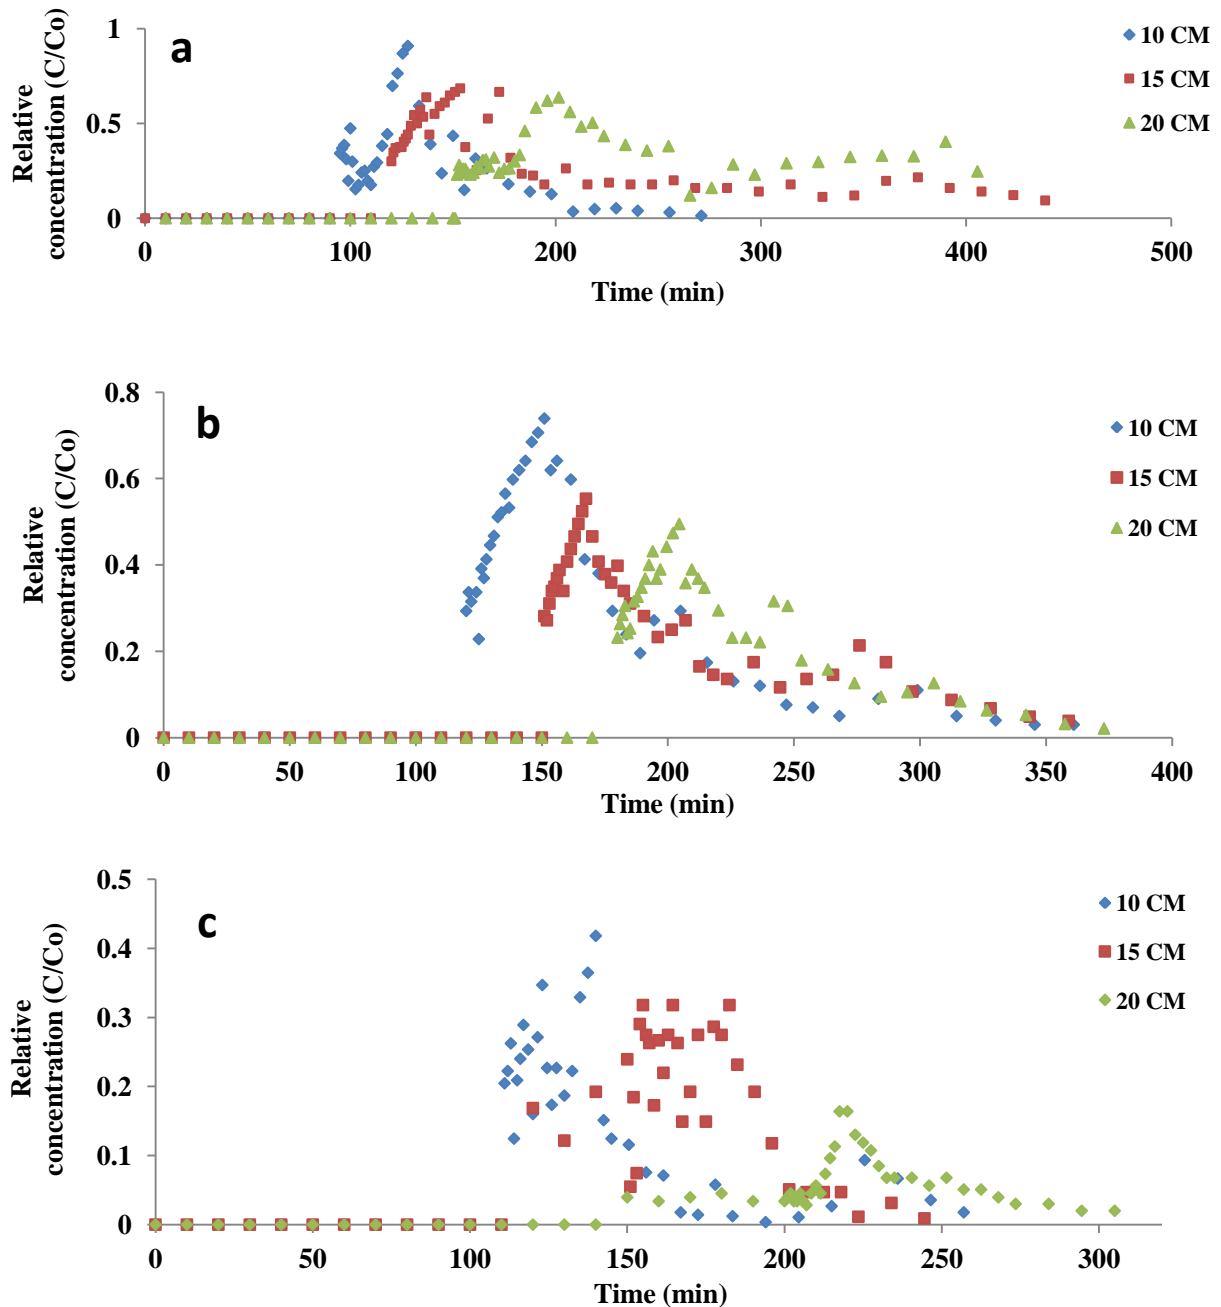 a
Relative
concentration (C/Co)
1
0.5
0
0 100 200 300 400 500
Time (min)
10 CM
15 CM
20 CM
b
Relative
concentration (C/Co)
0.8
0.6
0.4
0.2
0
0 50 100 150 200 250 300 350 400
Time (min)
10 CM
15 CM
20 CM
c
Relative
concentration (C/Co)
0.5
0.4
0.3
0.2
0.1
0
0 50 100 150 200 250 300
Time (min)
10 CM
15 CM
20 CM